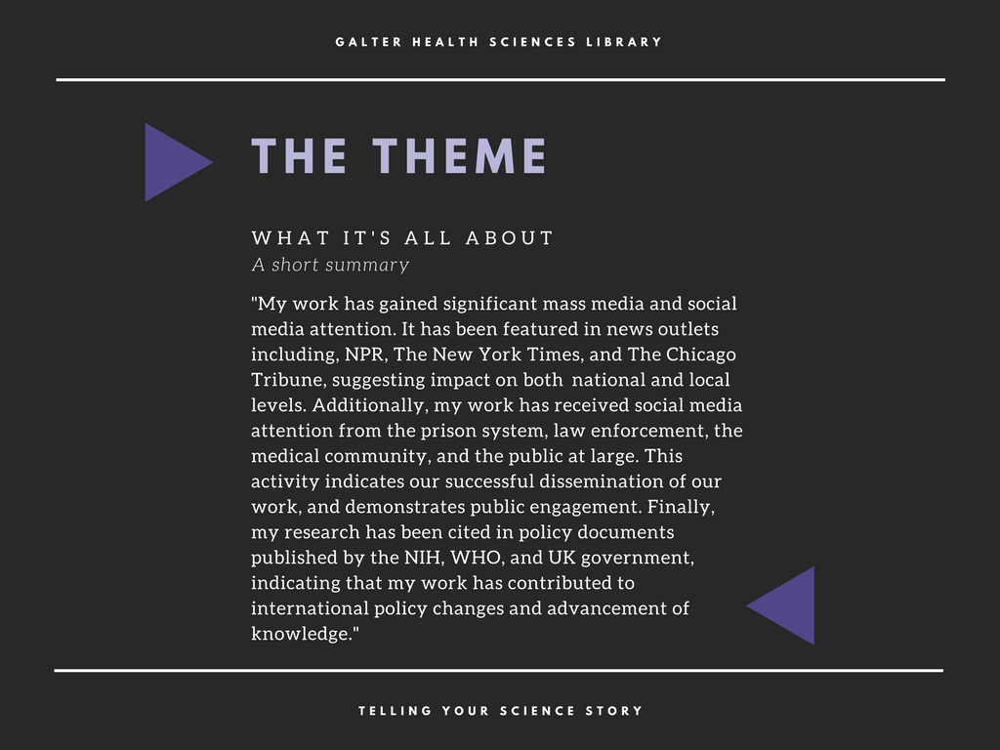 GALTER HEALTH SCIENCES LIBRARY
THE THEME
WHAT IT'S ALL ABOUT
A short summary
"My work has gained significant mass media and social
media attention. It has been featured in news outlets
including, NPR, The New York Times, and The Chicago
Tribune, suggesting impact on both national and local
levels. Additionally, my work has received social media
attention from the prison system, law enforcement, the
medical community, and the public at large. This
activity indicates our successful dissemination of our
work, and demonstrates public engagement. Finally,
my research has been cited in policy documents
published by the NIH, WHO, and UK government,
indicating that my work has contributed to
international policy changes and advancement of
knowledge."
TELLING YOUR SCIENCE STORY